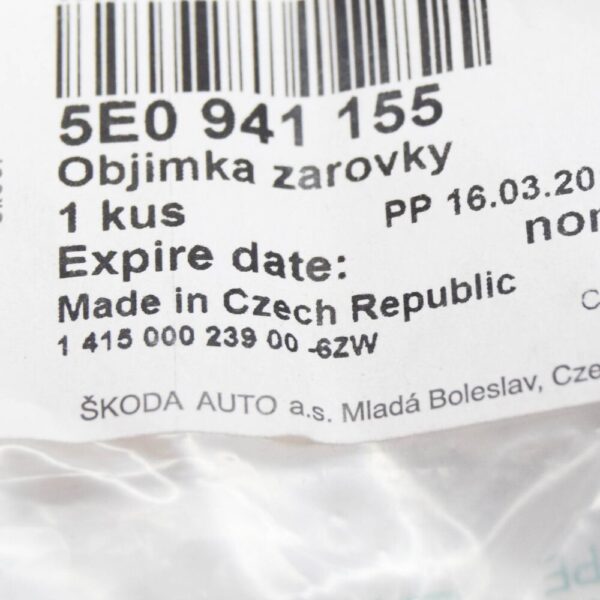 5E0 941 155
Objimka zarovky
1 kus
PP 16.03.20
Expire date:
Made in Czech Republic
1 415 000 239 00 -6ZW
ŠKODA AUTO a.s. Mladá Boleslav, Cze